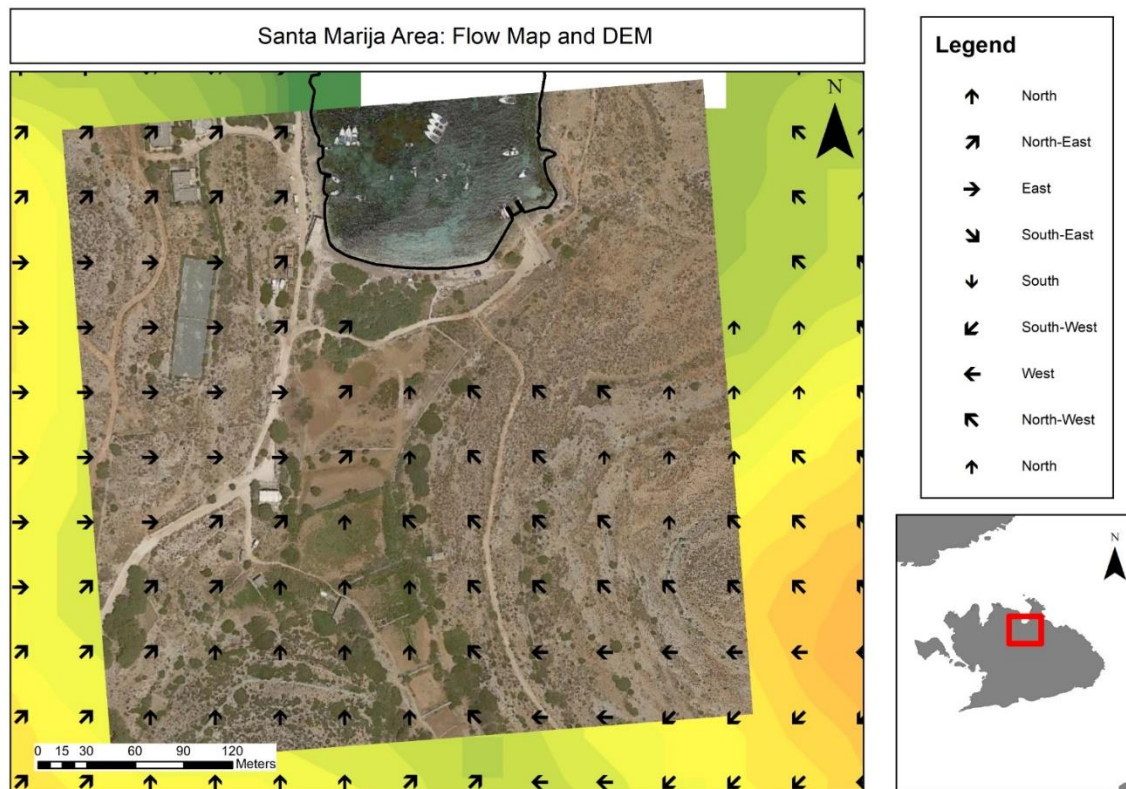 Santa Marija Area: Flow Map and DEM
N
Legend
North
North-East
East
South-East
South
South-West
West
North-West
North
N
0 15 30 60 90 120
Meters